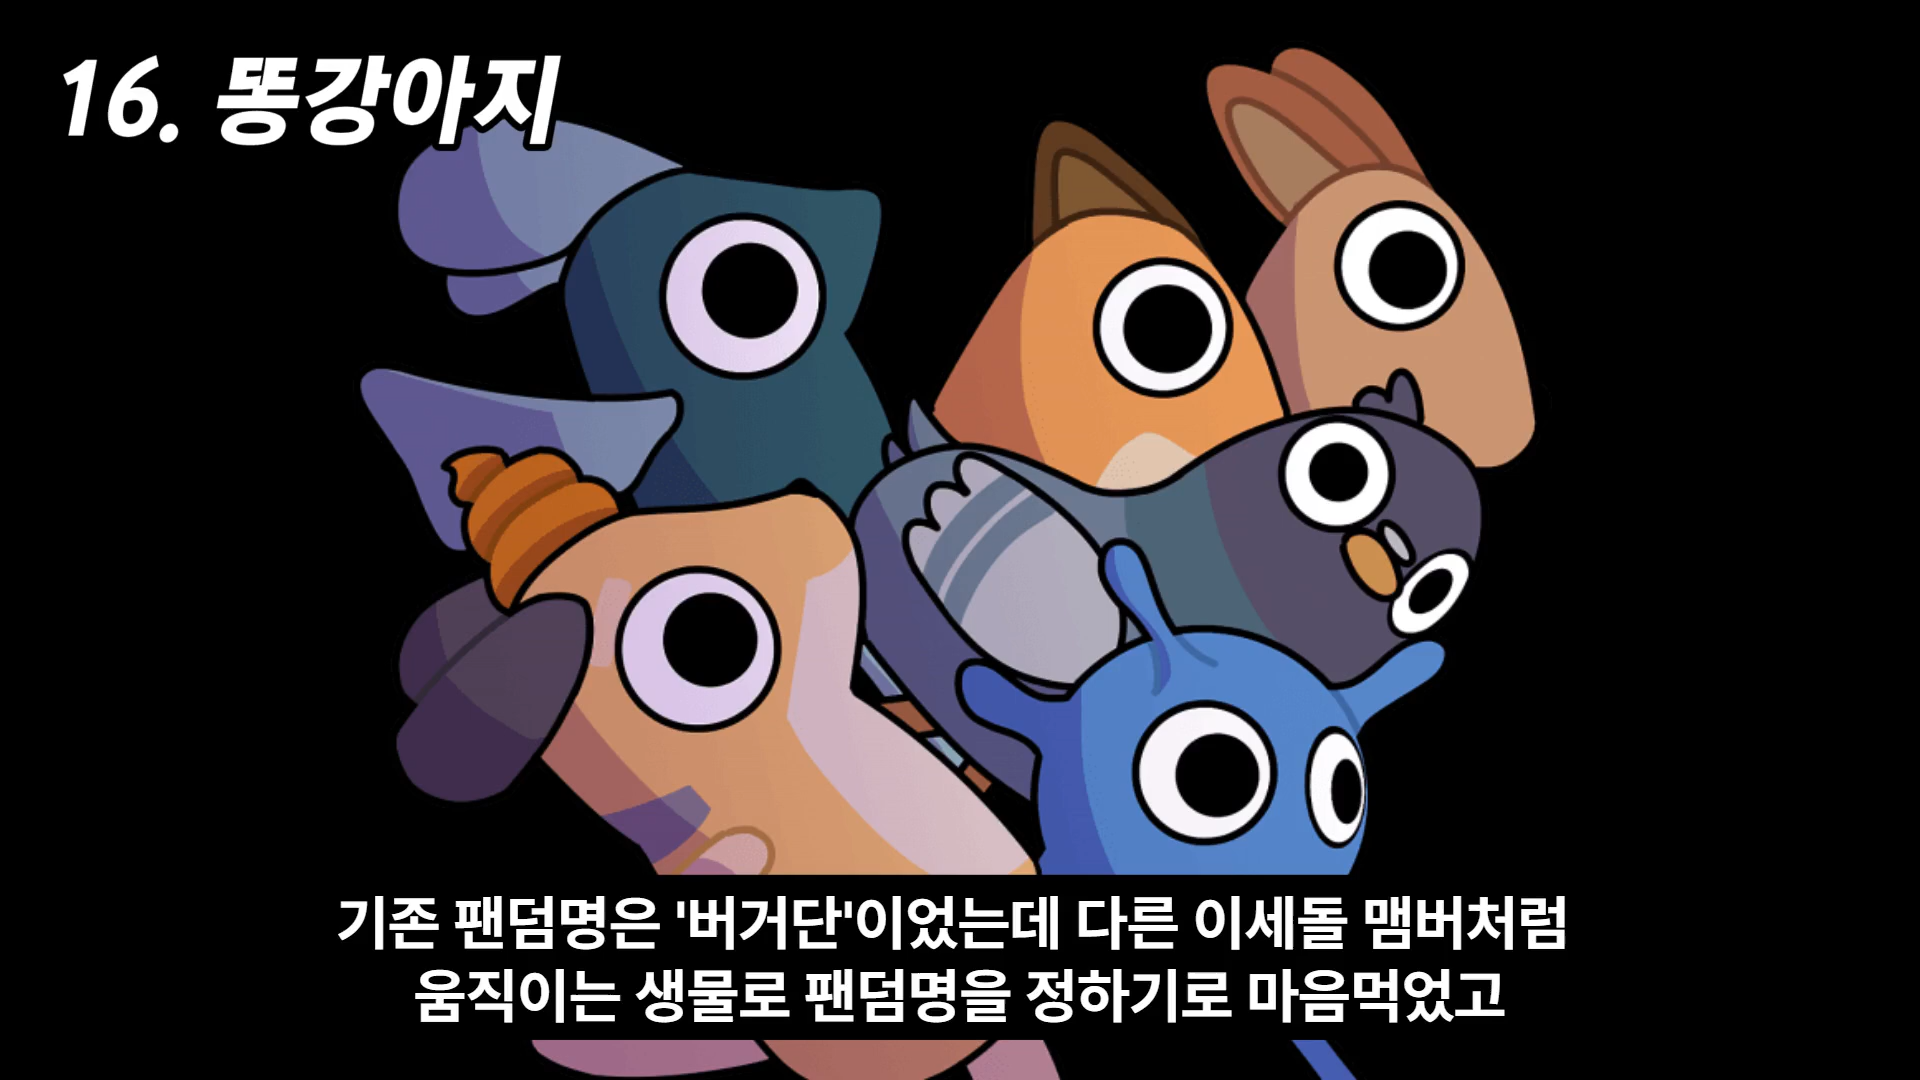 16. 똥강아지
기존 팬덤명은 '버거단'이었는데 다른 이세돌 맴버처럼
움직이는 생물로 팬덤명을 정하기로 마음먹었고